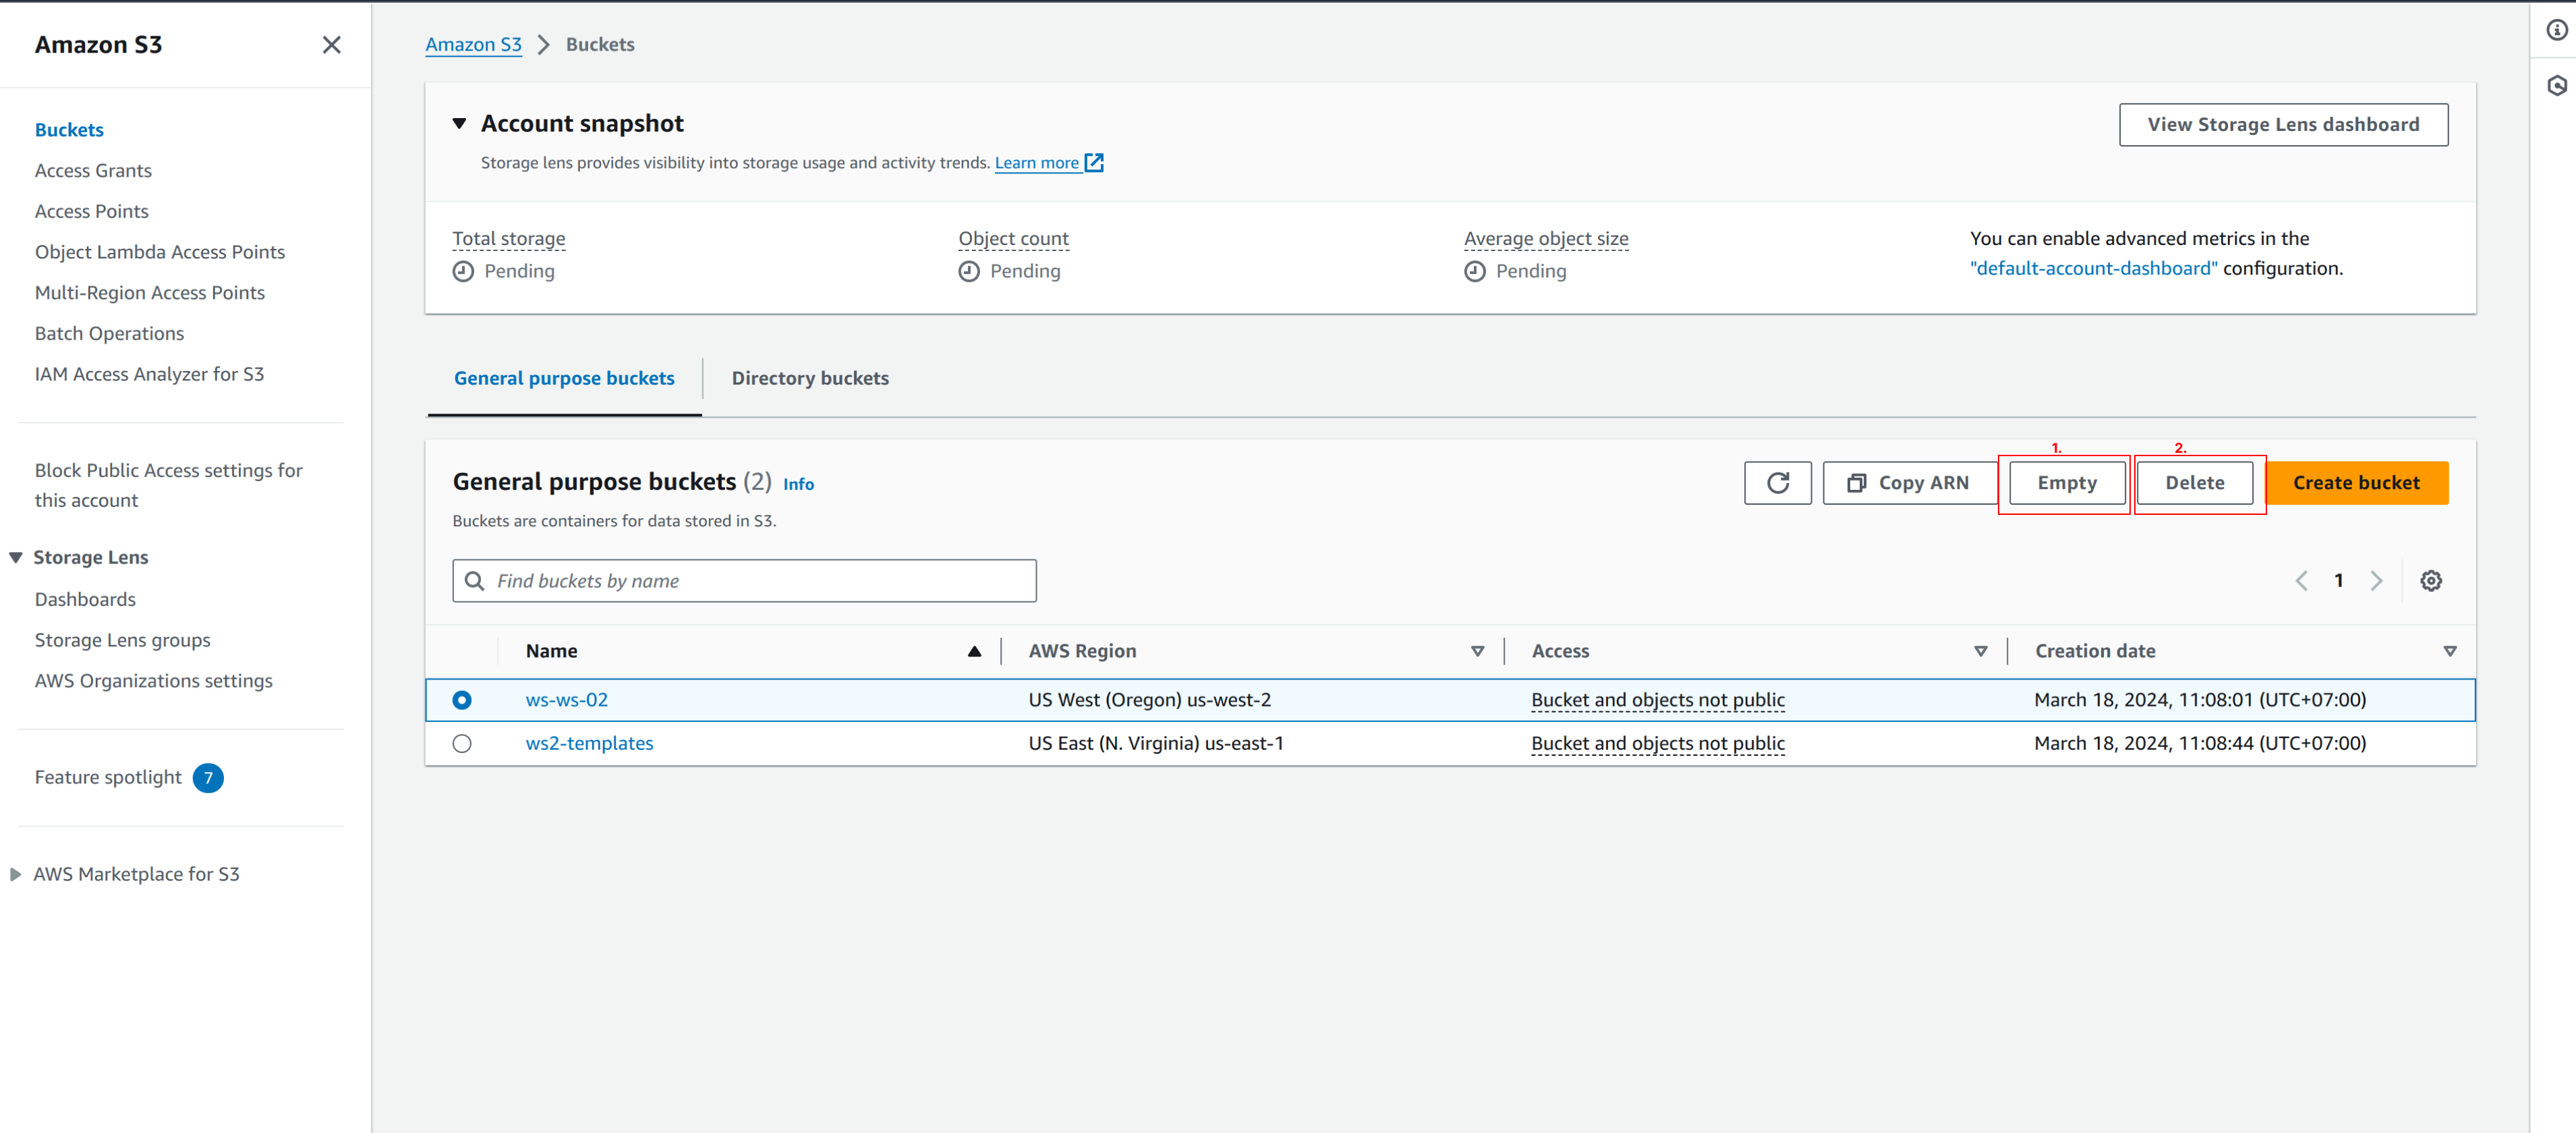 Amazon S3
Buckets
Access Grants
Access Points
Object Lambda Access Points
Multi-Region Access Points
Batch Operations
IAM Access Analyzer for S3
Block Public Access settings for
this account
Storage Lens
Dashboards
Storage Lens groups
AWS Organizations settings
Feature spotlight 7
AWS Marketplace for S3
Amazon S3 > Buckets
Account snapshot
View Storage Lens dashboard
Storage lens provides visibility into storage usage and activity trends. Learn more
Total storage
Pending
Object count
Pending
Average object size
Pending
You can enable advanced metrics in the
"default-account-dashboard" configuration.
General purpose buckets
Directory buckets
1. 2.
General purpose buckets (2) Info
Copy ARN Empty Delete Create bucket
Buckets are containers for data stored in S3.
Find buckets by name
1
Name AWS Region Access Creation date
ws-ws-02 US West (Oregon) us-west-2 Bucket and objects not public March 18, 2024, 11:08:01 (UTC+07:00)
ws2-templates US East (N. Virginia) us-east-1 Bucket and objects not public March 18, 2024, 11:08:44 (UTC+07:00)